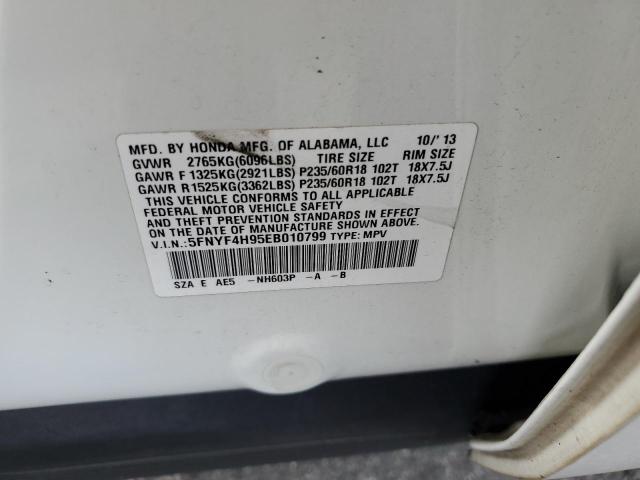 MFD. BY HONDA MFG. OF ALABAMA, LLC 10/'13
GVWR 2765KG(6096LBS) TIRE SIZE RIM SIZE
GAWR F 1325KG(2921LBS) P235/60R18 102T 18X7.5J
GAWR R 1525KG(3362LBS) P235/60R18 102T 18X7.5J
THIS VEHICLE CONFORMS TO ALL APPLICABLE
FEDERAL MOTOR VEHICLE SAFETY AND
THEFT PREVENTION STANDARDS IN EFFECT
ON THE DATE OF MANUFACTURE SHOWN ABOVE.
V.I.N.:5FNYF4H95EB010799 TYPE: MPV
SZA E AE5 -NH603P -A -B